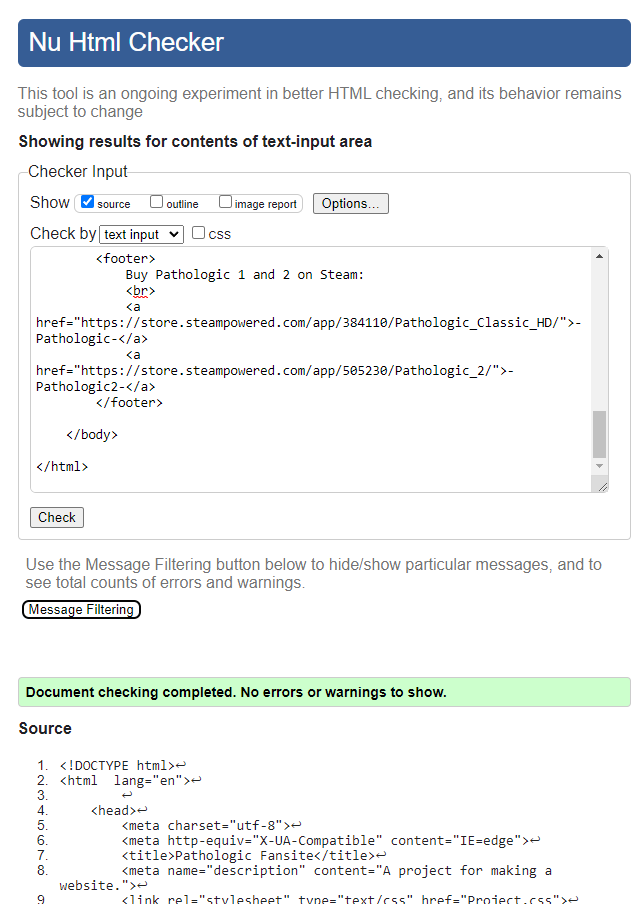 Nu Html Checker
This tool is an ongoing experiment in better HTML checking, and its behavior remains
subject to change
Showing results for contents of text-input area
Checker Input
Show source outline image report Options...
Check by text input css
<footer>
Buy Pathologic 1 and 2 on Steam:
<br>
<a
href="https://store.steampowered.com/app/384110/Pathologic_Classic_HD/">-
Pathologic-</a>
<a
href="https://store.steampowered.com/app/505230/Pathologic_2/">-
Pathologic2-</a>
</footer>
</body>
</html>
Check
Use the Message Filtering button below to hide/show particular messages, and to
see total counts of errors and warnings.
Message Filtering
Document checking completed. No errors or warnings to show.
Source
1. <!DOCTYPE html>↩
2. <html  lang="en">↩
3. ↩
4. <head>↩
5. <meta charset="utf-8">↩
6. <meta http-equiv="X-UA-Compatible" content="IE=edge">↩
7. <title>Pathologic Fansite</title>↩
8. <meta name="description" content="A project for making a
website.">↩
9 <link rel="stylesheet" type="text/css" href="Project.css">↩